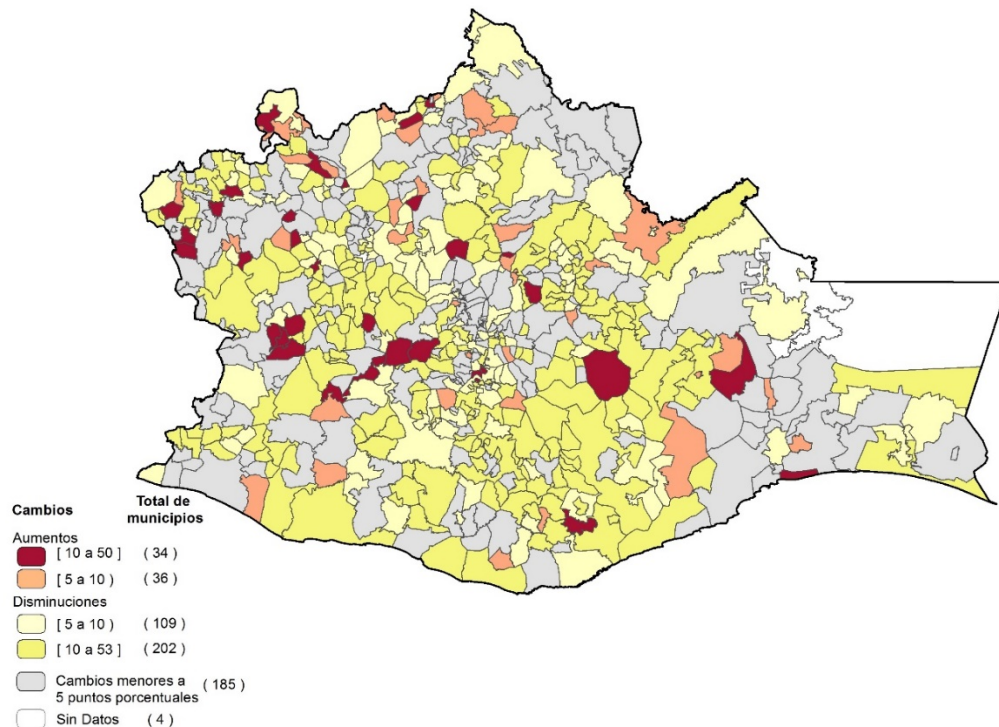 Cambios
Total de
municipios
Aumentos
[ 10 a 50 ] ( 34 )
[ 5 a 10 ) ( 36 )
Disminuciones
[ 5 a 10 ) ( 109 )
[ 10 a 53 ] ( 202 )
Cambios menores a
5 puntos porcentuales ( 185 )
Sin Datos ( 4 )